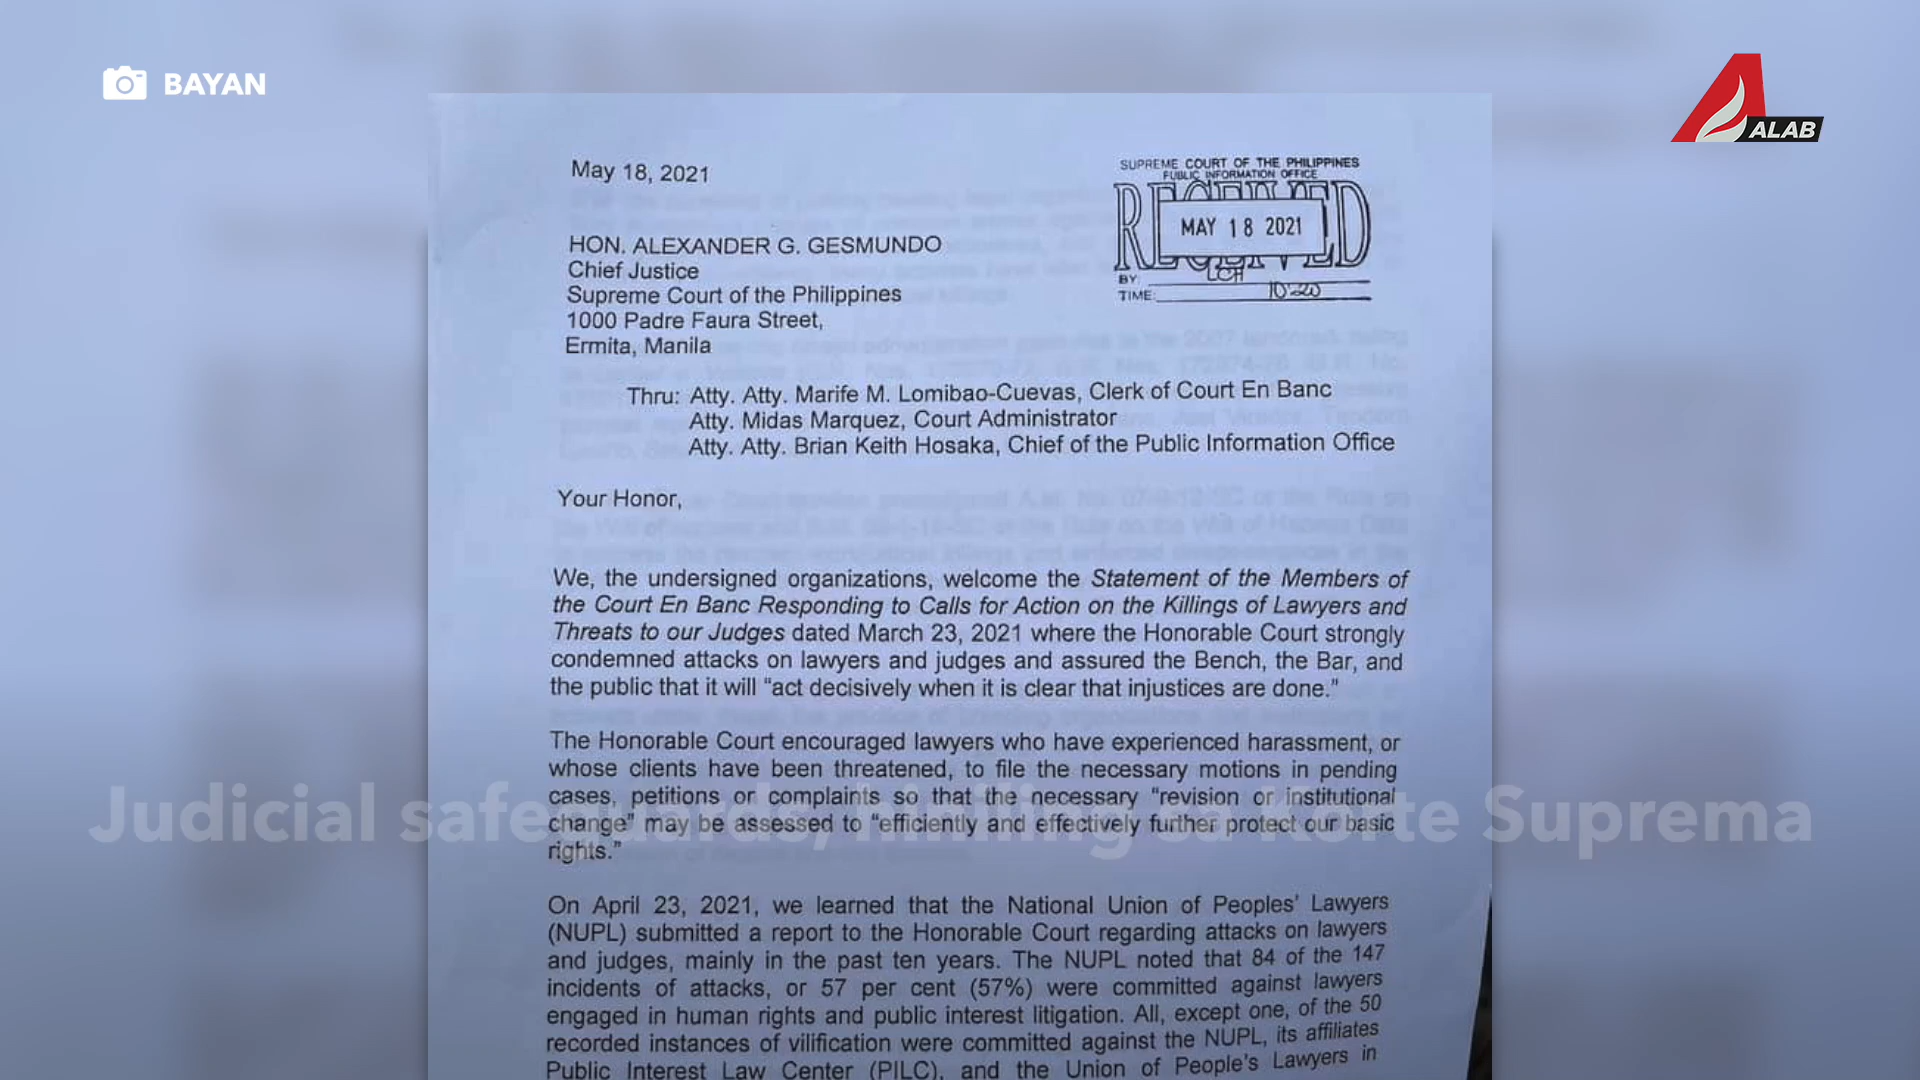 BAYAN
ALAB
May 18, 2021
SUPREME COURT OF THE PHILIPPINES
PUBLIC INFORMATION OFFICE
RECEIVED
MAY 18 2021
BY:
TIME: 10:20
HON. ALEXANDER G. GESMUNDO
Chief Justice
Supreme Court of the Philippines
1000 Padre Faura Street,
Ermita, Manila
Thru: Atty. Atty. Marife M. Lomibao-Cuevas, Clerk of Court En Banc
Atty. Midas Marquez, Court Administrator
Atty. Atty. Brian Keith Hosaka, Chief of the Public Information Office
Your Honor,
We, the undersigned organizations, welcome the Statement of the Members of
the Court En Banc Responding to Calls for Action on the Killings of Lawyers and
Threats to our Judges dated March 23, 2021 where the Honorable Court strongly
condemned attacks on lawyers and judges and assured the Bench, the Bar, and
the public that it will “act decisively when it is clear that injustices are done.”
The Honorable Court encouraged lawyers who have experienced harassment, or
whose clients have been threatened, to file the necessary motions in pending
cases, petitions or complaints so that the necessary “revision or institutional
change” may be assessed to “efficiently and effectively further protect our basic
rights.”
Judicial safeguards, hiniling sa Korte Suprema
On April 23, 2021, we learned that the National Union of Peoples’ Lawyers
(NUPL) submitted a report to the Honorable Court regarding attacks on lawyers
and judges, mainly in the past ten years. The NUPL noted that 84 of the 147
incidents of attacks, or 57 per cent (57%) were committed against lawyers
engaged in human rights and public interest litigation. All, except one, of the 50
recorded instances of vilification were committed against the NUPL, its affiliates
Public Interest Law Center (PILC), and the Union of People’s Lawyers in